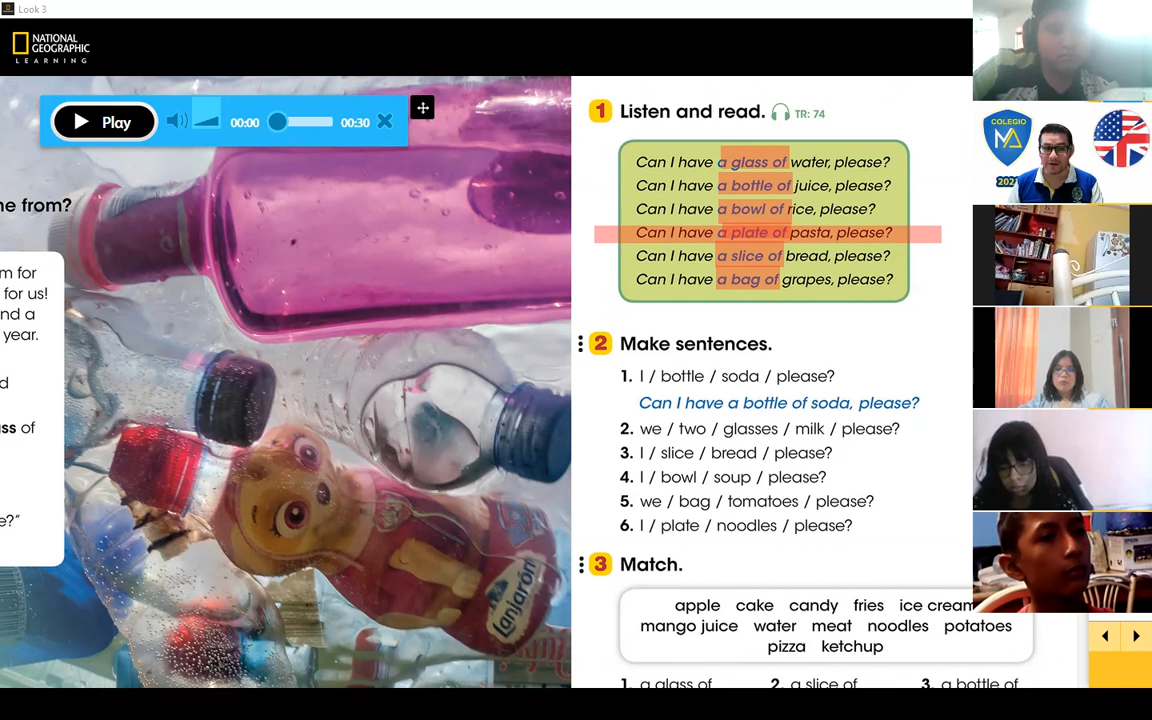 Look 3
NATIONAL
GEOGRAPHIC
LEARNING
Play
00:00
00:30
me from?
m for
for us!
nd a
year.
d
ss of
e?"
Lanjarón
1 Listen and read. TR: 74
Can I have a glass of water, please?
Can I have a bottle of juice, please?
Can I have a bowl of rice, please?
Can I have a plate of pasta, please?
Can I have a slice of bread, please?
Can I have a bag of grapes, please?
2 Make sentences.
1. I / bottle / soda / please?
Can I have a bottle of soda, please?
2. we / two / glasses / milk / please?
3. I / slice / bread / please?
4. I / bowl / soup / please?
5. we / bag / tomatoes / please?
6. I / plate / noodles / please?
3 Match.
apple cake candy fries ice cream
mango juice water meat noodles potatoes
pizza ketchup
1. a glass of 2. a slice of 3. a bottle of
COLEGIO
MA